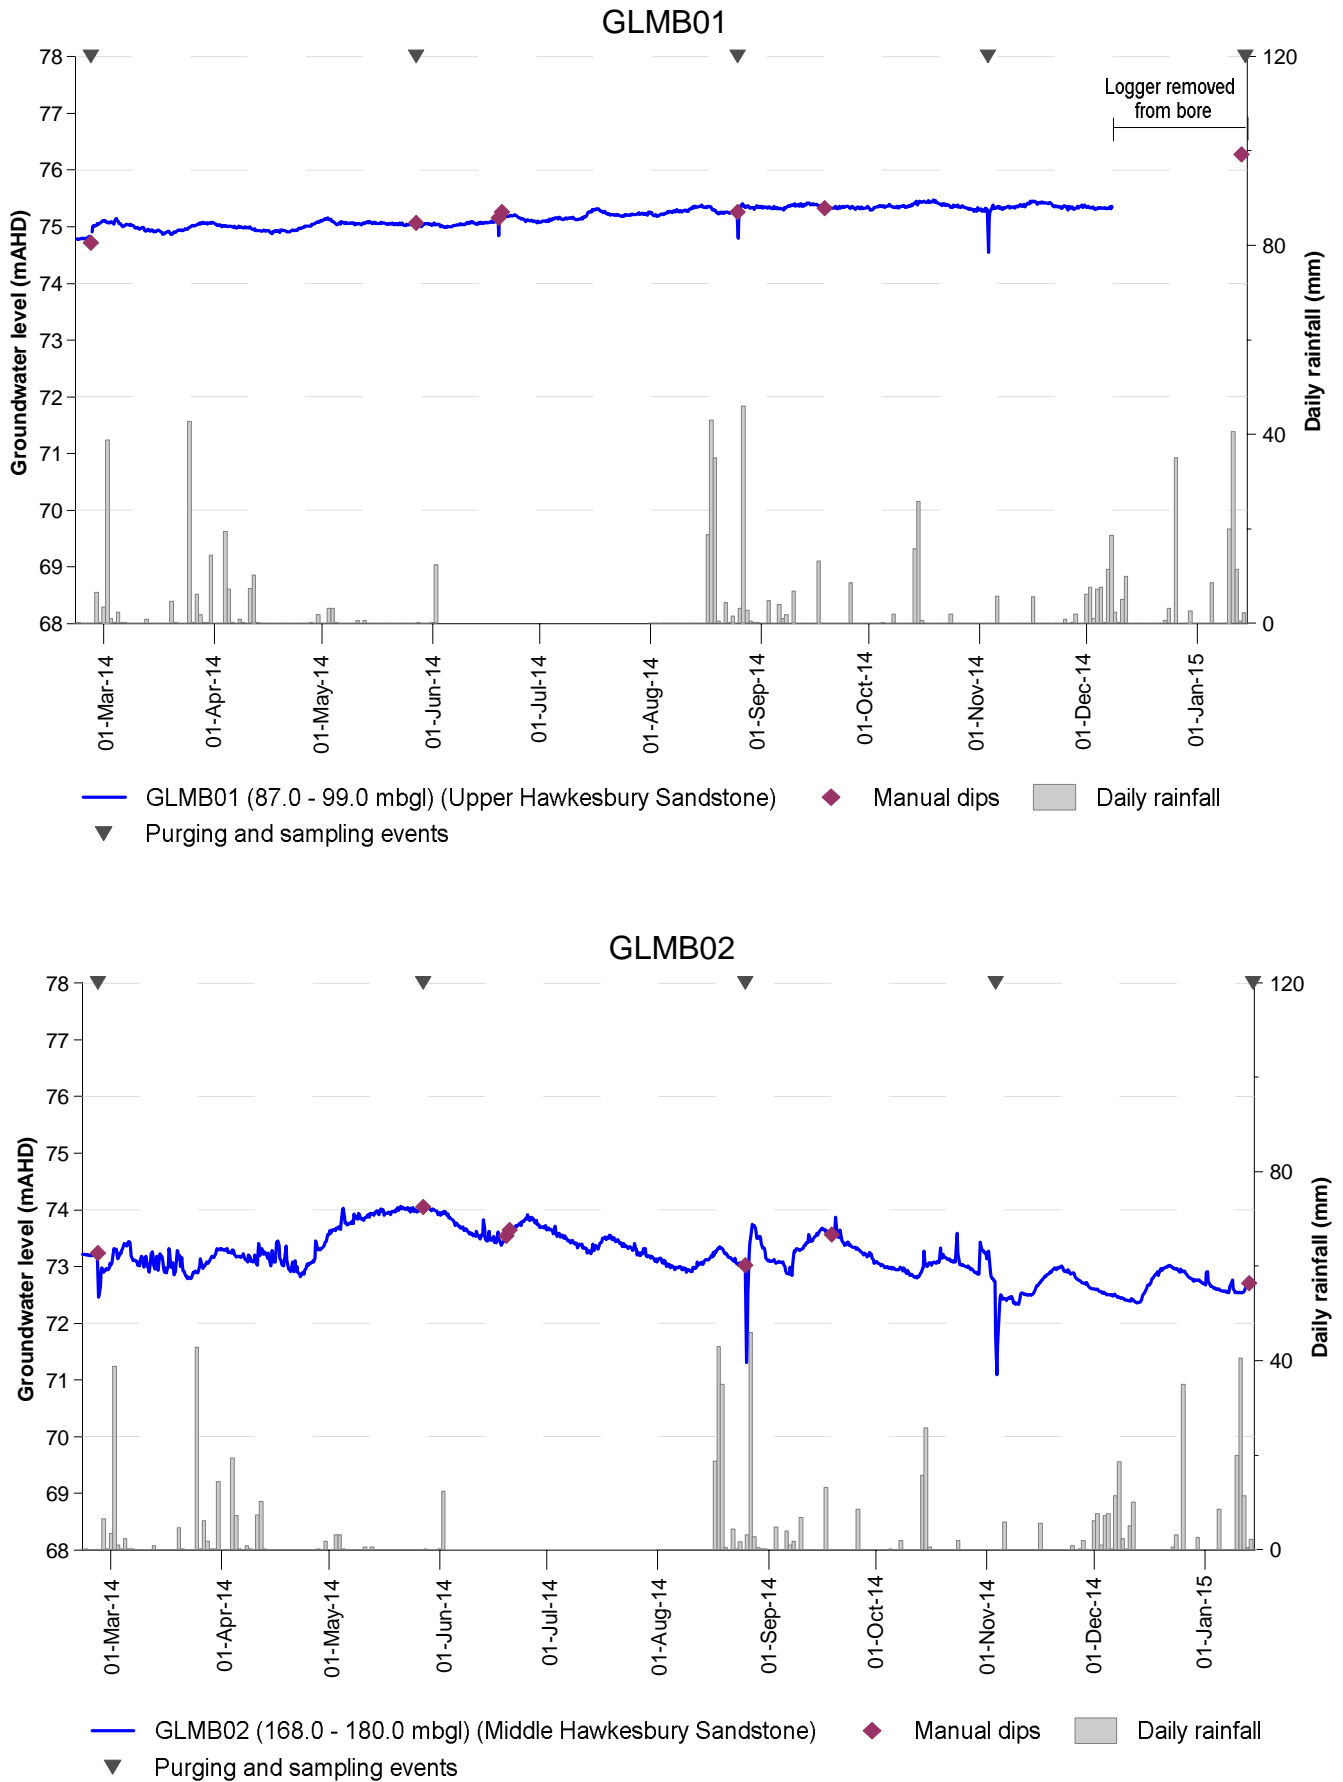 GLMB01
78
77
76
75
74
73
72
71
70
69
68
Groundwater level (mAHD)
120
80
40
0
Daily rainfall (mm)
Logger removed
from bore
01-Mar-14
01-Apr-14
01-May-14
01-Jun-14
01-Jul-14
01-Aug-14
01-Sep-14
01-Oct-14
01-Nov-14
01-Dec-14
01-Jan-15
GLMB01 (87.0 - 99.0 mbgl) (Upper Hawkesbury Sandstone) Manual dips Daily rainfall
Purging and sampling events
GLMB02
78
77
76
75
74
73
72
71
70
69
68
Groundwater level (mAHD)
120
80
40
0
Daily rainfall (mm)
01-Mar-14
01-Apr-14
01-May-14
01-Jun-14
01-Jul-14
01-Aug-14
01-Sep-14
01-Oct-14
01-Nov-14
01-Dec-14
01-Jan-15
GLMB02 (168.0 - 180.0 mbgl) (Middle Hawkesbury Sandstone) Manual dips Daily rainfall
Purging and sampling events